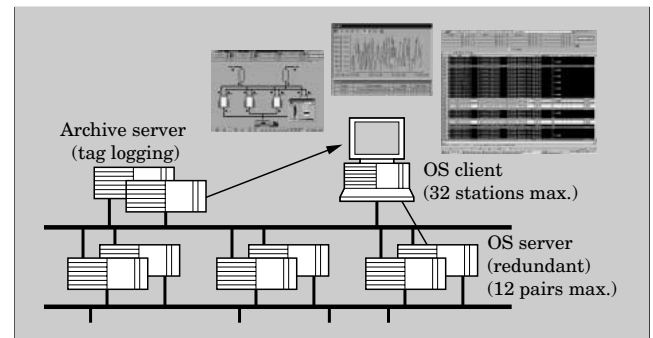 Archive server
(tag logging)
OS client
(32 stations max.)
OS server
(redundant)
(12 pairs max.)